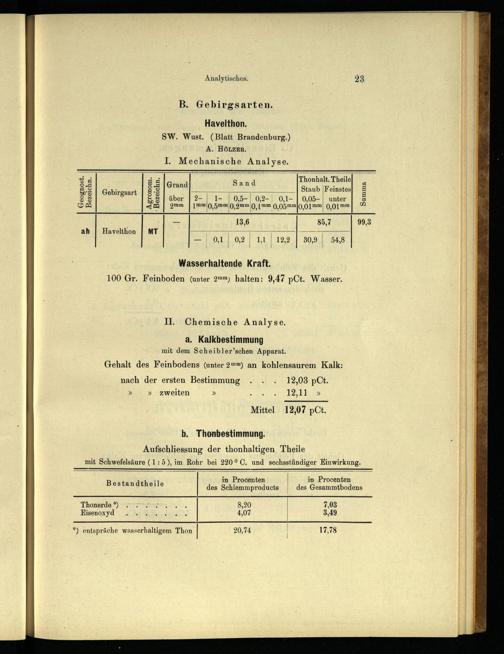 Analytisches. 23
B. Gebirgsarten.
Havelthon.
SW. Wust. (Blatt Brandenburg.)
A. HÖLZER.
I. Mechanische Analyse.
Geognost. Bezeichn. | Gebirgsart | Agronom. Bezeichn. | Grand über 2mm | Sand | Thonhalt. Theile | Summa
2–1mm | 1–0,5mm | 0,5–0,2mm | 0,2–0,1mm | 0,1–0,05mm | Staub 0,05–0,01mm | Feinstes unter 0,01mm
ah | Havelthon | MT | — | 13,6 | 85,7 | 99,3
— | 0,1 | 0,2 | 1,1 | 12,2 | 30,9 | 54,8
Wasserhaltende Kraft.
100 Gr. Feinboden (unter 2mm) halten: 9,47 pCt. Wasser.
II. Chemische Analyse.
a. Kalkbestimmung
mit dem Scheibler'schen Apparat.
Gehalt des Feinbodens (unter 2mm) an kohlensaurem Kalk:
nach der ersten Bestimmung . . . 12,03 pCt.
» » zweiten » . . . 12,11 »
Mittel 12,07 pCt.
b. Thonbestimmung.
Aufschliessung der thonhaltigen Theile
mit Schwefelsäure (1:5), im Rohr bei 220° C. und sechsständiger Einwirkung.
Bestandtheile | in Procenten des Schlemmproducts | in Procenten des Gesammtbodens
Thonerde*) . . . . . . . 8,20 7,03
Eisenoxyd . . . . . . . 4,07 3,49
*) entspräche wasserhaltigem Thon 20,74 17,78